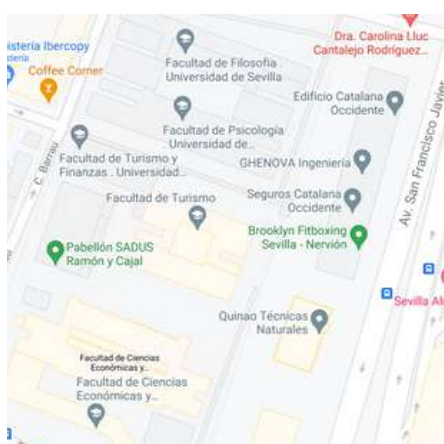 Dra. Carolina Lluc
Cantalejo Rodríguez...
istería Ibercopy
Coffee Corner
Facultad de Filosofía .
Universidad de Sevilla
Edificio Catalana
Occidente
Av. San Francisco Javier
Facultad de Psicología
. Universidad de...
C. Barrau
Facultad de Turismo y
Finanzas . Universidad...
GHENOVA Ingeniería
Facultad de Turismo
Seguros Catalana
Occidente
Brooklyn Fitboxing
Sevilla - Nervión
Pabellón SADUS
Ramón y Cajal
Sevilla Al
Quinao Técnicas
Naturales
Facultad de Ciencias
Económicas y...
Facultad de Ciencias
Económicas y...